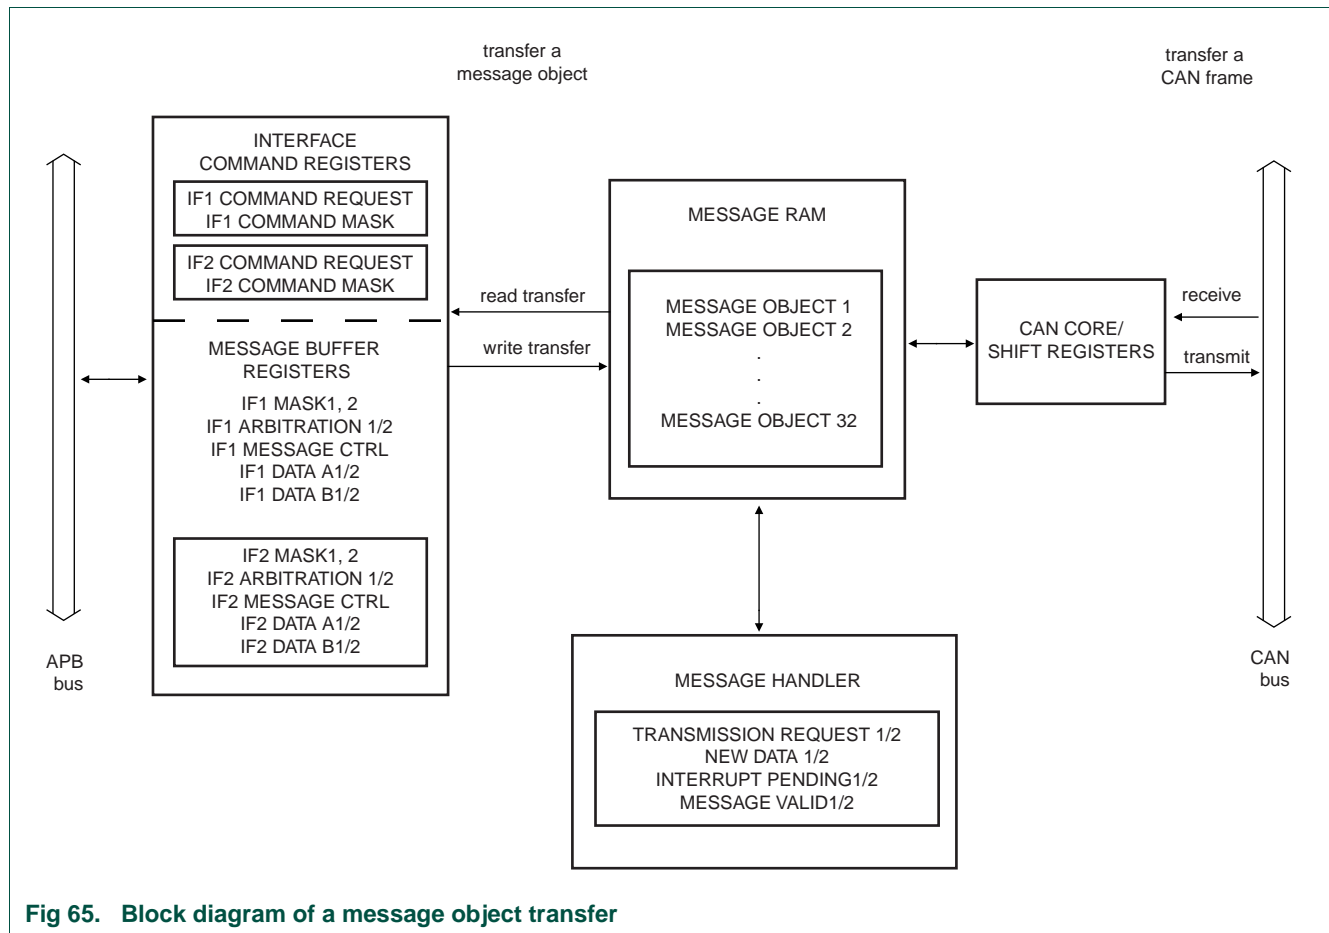 transfer a
message object
transfer a
CAN frame
INTERFACE
COMMAND REGISTERS
IF1 COMMAND REQUEST
IF1 COMMAND MASK
IF2 COMMAND REQUEST
IF2 COMMAND MASK
MESSAGE BUFFER
REGISTERS
IF1 MASK1, 2
IF1 ARBITRATION 1/2
IF1 MESSAGE CTRL
IF1 DATA A1/2
IF1 DATA B1/2
IF2 MASK1, 2
IF2 ARBITRATION 1/2
IF2 MESSAGE CTRL
IF2 DATA A1/2
IF2 DATA B1/2
APB
bus
read transfer
write transfer
MESSAGE RAM
MESSAGE OBJECT 1
MESSAGE OBJECT 2
.
.
.
MESSAGE OBJECT 32
CAN CORE/
SHIFT REGISTERS
receive
transmit
CAN
bus
MESSAGE HANDLER
TRANSMISSION REQUEST 1/2
NEW DATA 1/2
INTERRUPT PENDING1/2
MESSAGE VALID1/2
Fig 65. Block diagram of a message object transfer